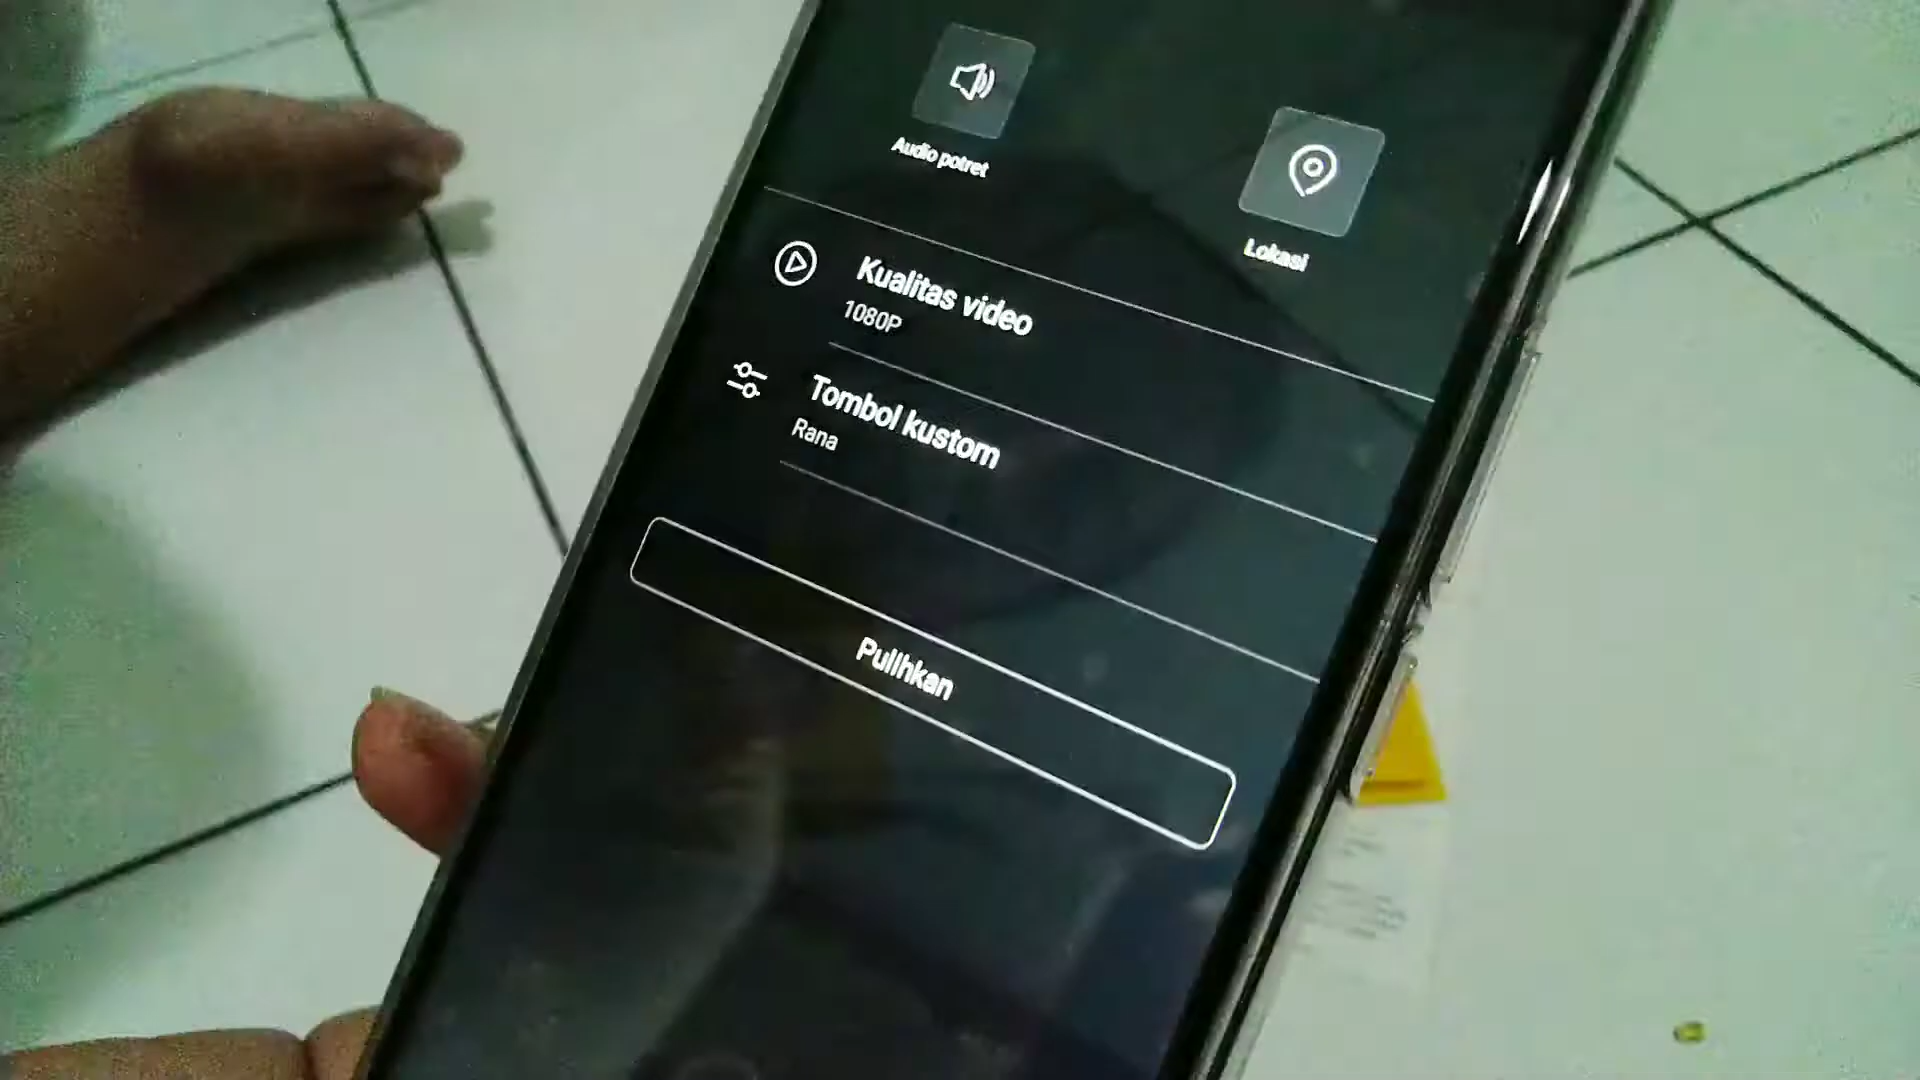 Audio potret
Lokasi
Kualitas video
1080P
Tombol kustom
Rana
Pulihkan